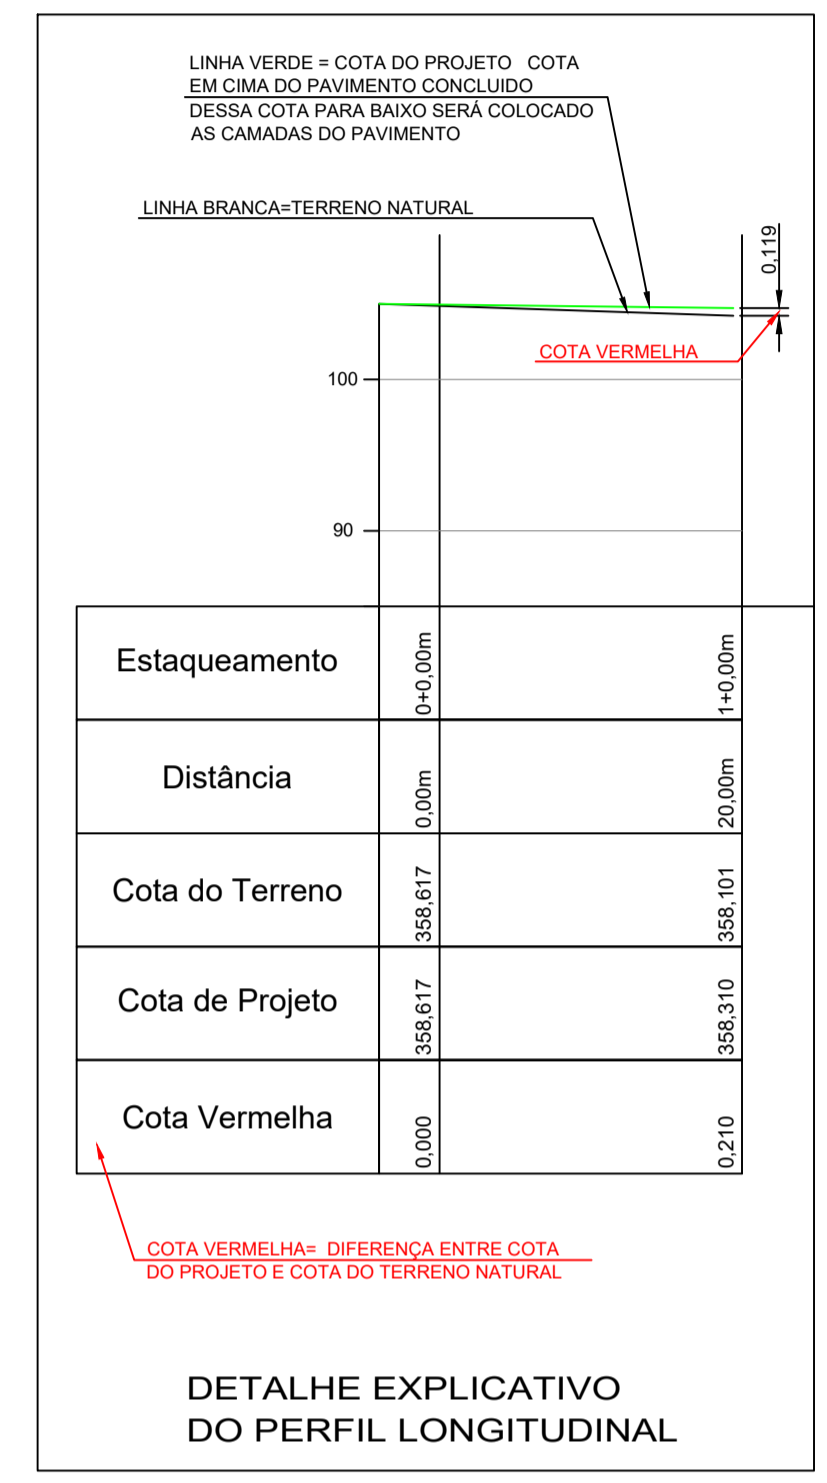 LINHA VERDE = COTA DO PROJETO COTA
EM CIMA DO PAVIMENTO CONCLUIDO
DESSA COTA PARA BAIXO SERÁ COLOCADO
AS CAMADAS DO PAVIMENTO
LINHA BRANCA=TERRENO NATURAL
0,119
COTA VERMELHA
100
90
Estaqueamento 0+0,00m 1+0,00m
Distância 0,00m 20,00m
Cota do Terreno 358,617 358,101
Cota de Projeto 358,617 358,310
Cota Vermelha 0,000 0,210
COTA VERMELHA= DIFERENÇA ENTRE COTA
DO PROJETO E COTA DO TERRENO NATURAL
DETALHE EXPLICATIVO
DO PERFIL LONGITUDINAL